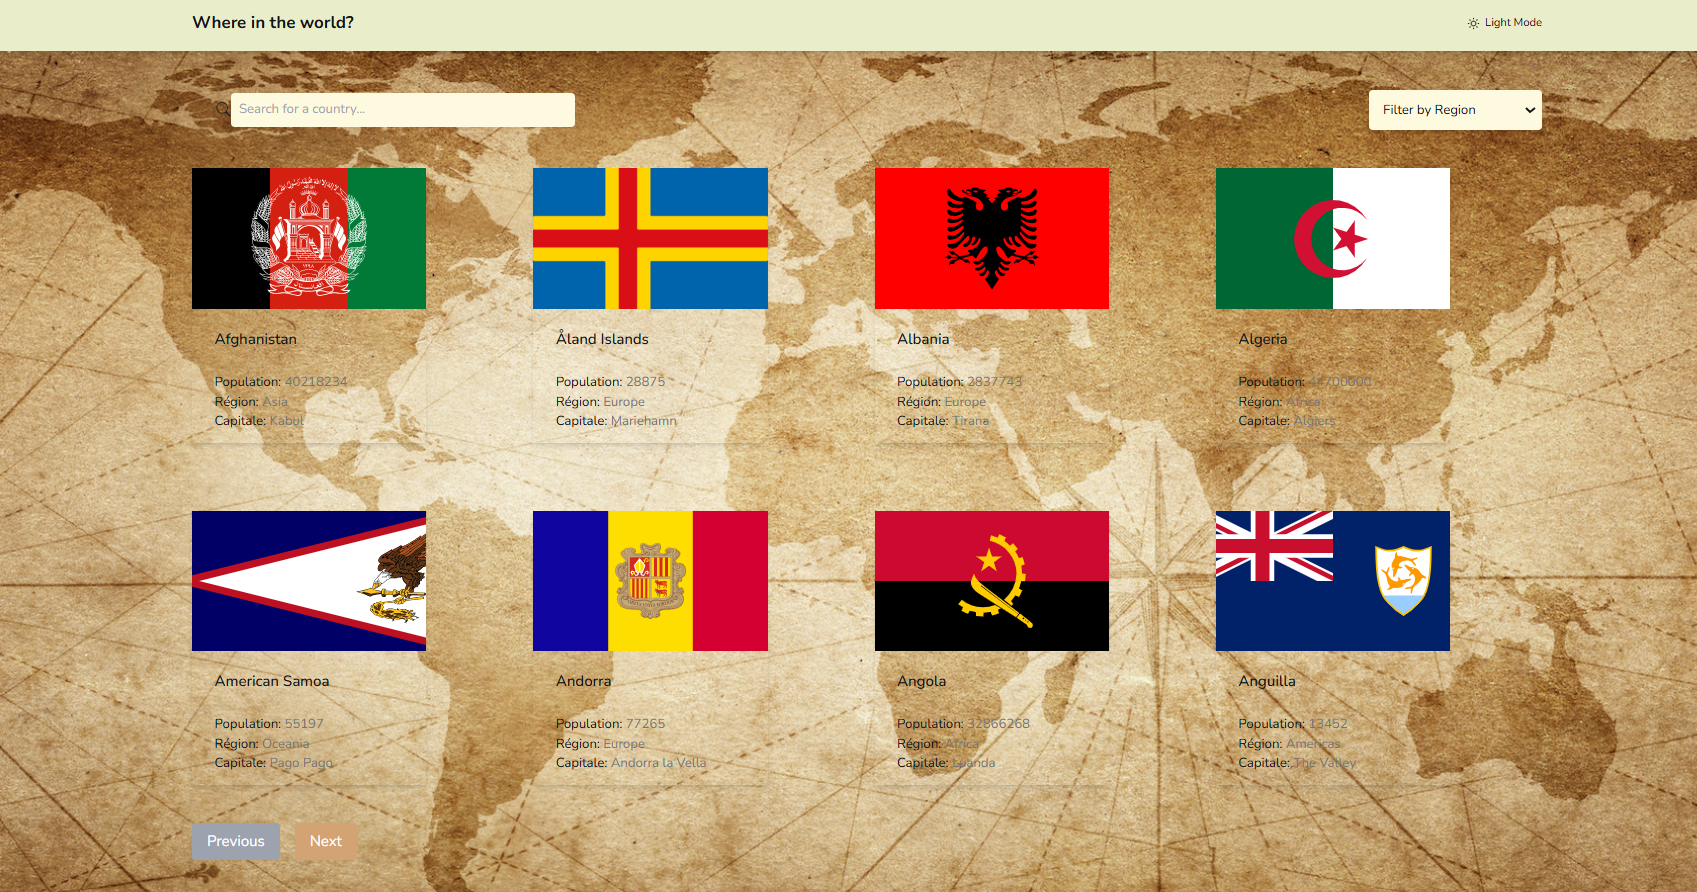 Where in the world?
Light Mode
Search for a country...
Filter by Region
Afghanistan
Population: 40218234
Région: Asia
Capitale: Kabul
Åland Islands
Population: 28875
Région: Europe
Capitale: Mariehamn
Albania
Population: 2837743
Région: Europe
Capitale: Tirana
Algeria
Population: 44700000
Région: Africa
Capitale: Algiers
American Samoa
Population: 55197
Région: Oceania
Capitale: Pago Pago
Andorra
Population: 77265
Région: Europe
Capitale: Andorra la Vella
Angola
Population: 32866268
Région: Africa
Capitale: Luanda
Anguilla
Population: 13452
Région: Americas
Capitale: The Valley
Previous
Next